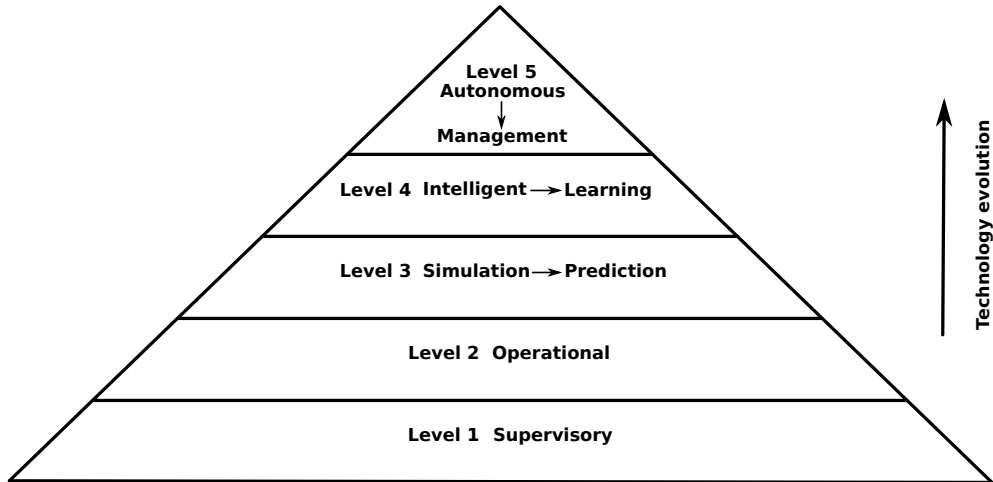 Level 5
Autonomous
Management
Level 4 Intelligent Learning
Level 3 Simulation Prediction
Level 2 Operational
Level 1 Supervisory
Technology evolution